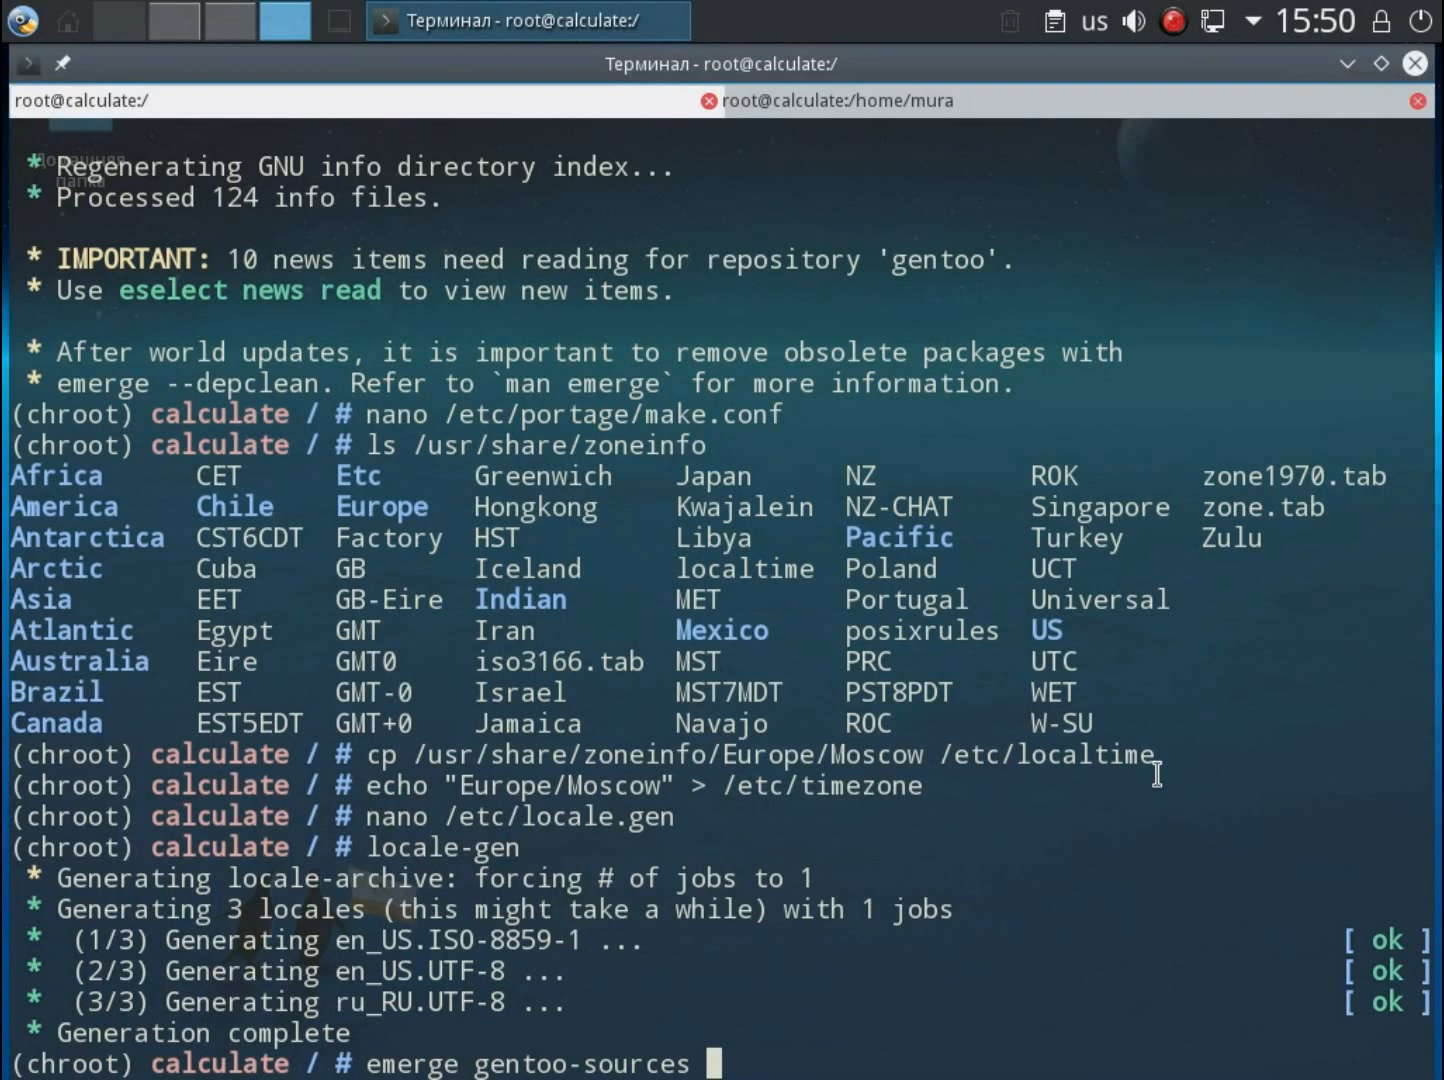 Терминал - root@calculate:/
us
15:50
Терминал - root@calculate:/
root@calculate:/
root@calculate:/home/mura
Домашняя
папка
* Regenerating GNU info directory index...
* Processed 124 info files.
* IMPORTANT: 10 news items need reading for repository 'gentoo'.
* Use eselect news read to view new items.
* After world updates, it is important to remove obsolete packages with
* emerge --depclean. Refer to `man emerge` for more information.
(chroot) calculate / # nano /etc/portage/make.conf
(chroot) calculate / # ls /usr/share/zoneinfo
Africa CET Etc Greenwich Japan NZ ROK zone1970.tab
America Chile Europe Hongkong Kwajalein NZ-CHAT Singapore zone.tab
Antarctica CST6CDT Factory HST Libya Pacific Turkey Zulu
Arctic Cuba GB Iceland localtime Poland UCT
Asia EET GB-Eire Indian MET Portugal Universal
Atlantic Egypt GMT Iran Mexico posixrules US
Australia Eire GMT0 iso3166.tab MST PRC UTC
Brazil EST GMT-0 Israel MST7MDT PST8PDT WET
Canada EST5EDT GMT+0 Jamaica Navajo ROC W-SU
(chroot) calculate / # cp /usr/share/zoneinfo/Europe/Moscow /etc/localtime
(chroot) calculate / # echo "Europe/Moscow" > /etc/timezone
(chroot) calculate / # nano /etc/locale.gen
(chroot) calculate / # locale-gen
* Generating locale-archive: forcing # of jobs to 1
* Generating 3 locales (this might take a while) with 1 jobs
* (1/3) Generating en_US.ISO-8859-1 ... [ ok ]
* (2/3) Generating en_US.UTF-8 ... [ ok ]
* (3/3) Generating ru_RU.UTF-8 ... [ ok ]
* Generation complete
(chroot) calculate / # emerge gentoo-sources